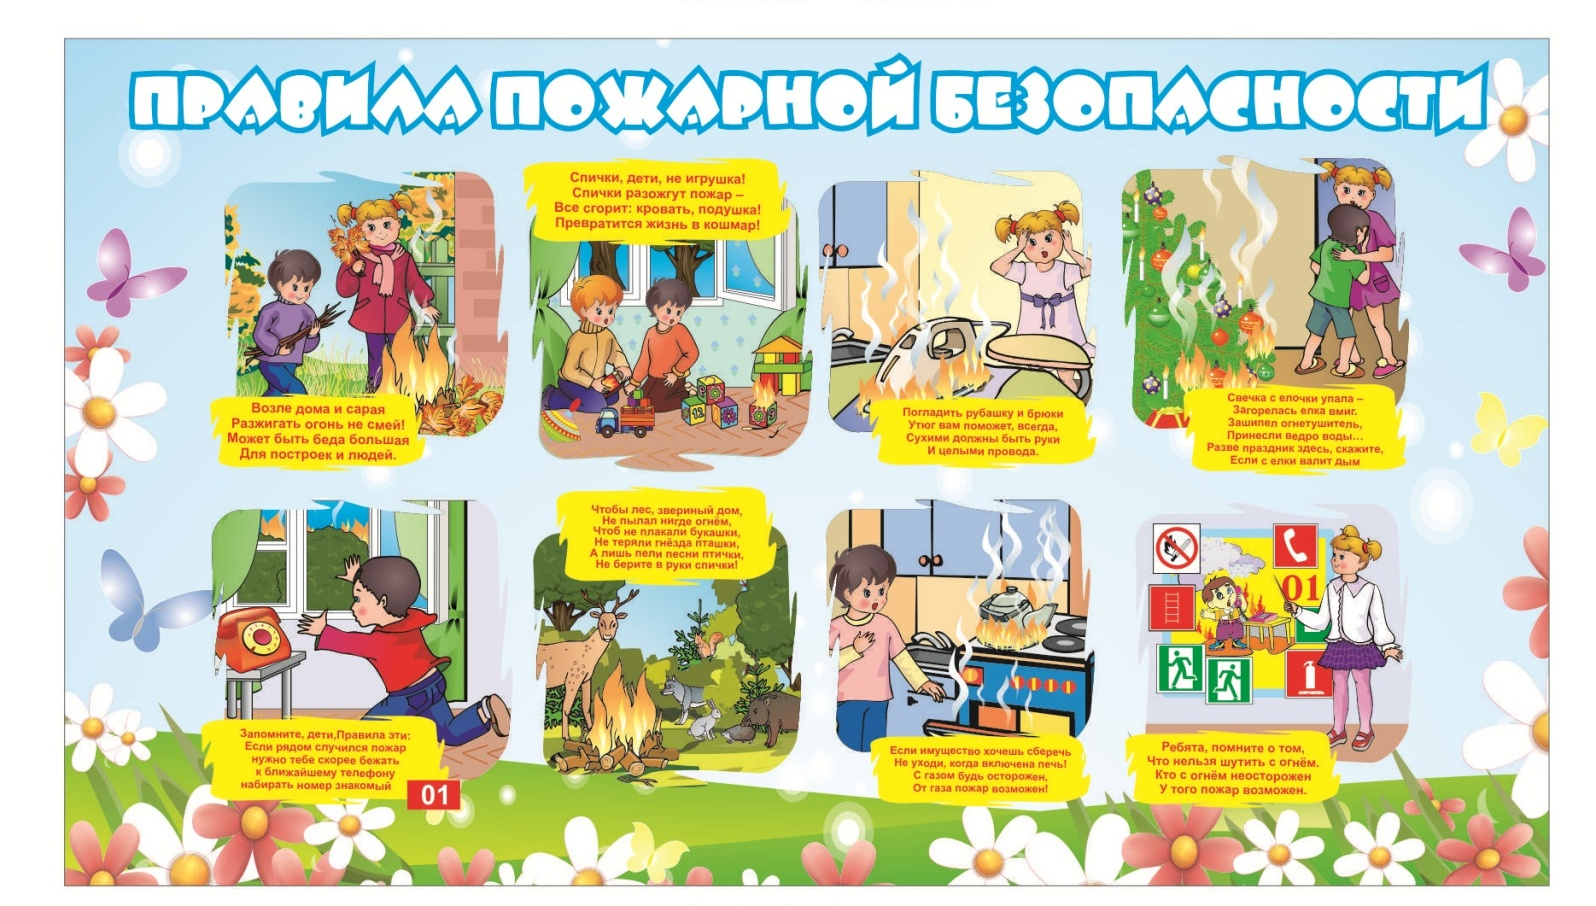 ПРАВИЛА ПОЖАРНОЙ БЕЗОПАСНОСТИ
Возле дома и сарая
Разжигать огонь не смей!
Может быть беда большая
Для построек и людей.
Спички, дети, не игрушка!
Спички разожгут пожар –
Все сгорит: кровать, подушка!
Превратится жизнь в кошмар!
Погладить рубашку и брюки
Утюг вам поможет, всегда,
Сухими должны быть руки
И целыми провода.
Свечка с елочки упала –
Загорелась елка вмиг.
Зашипел огнетушитель,
Принесли ведро воды...
Разве праздник здесь, скажите,
Если с елки валит дым
Запомните, дети,Правила эти:
Если рядом случился пожар
нужно тебе скорее бежать
к ближайшему телефону
набирать номер знакомый
01
Чтобы лес, звериный дом,
Не пылал нигде огнём,
Чтоб не плакали букашки,
Не теряли гнёзда пташки,
А лишь пели песни птички,
Не берите в руки спички!
Если имущество хочешь сберечь
Не уходи, когда включена печь!
С газом будь осторожен,
От газа пожар возможен!
01
Ребята, помните о том,
Что нельзя шутить с огнём.
Кто с огнём неосторожен
У того пожар возможен.